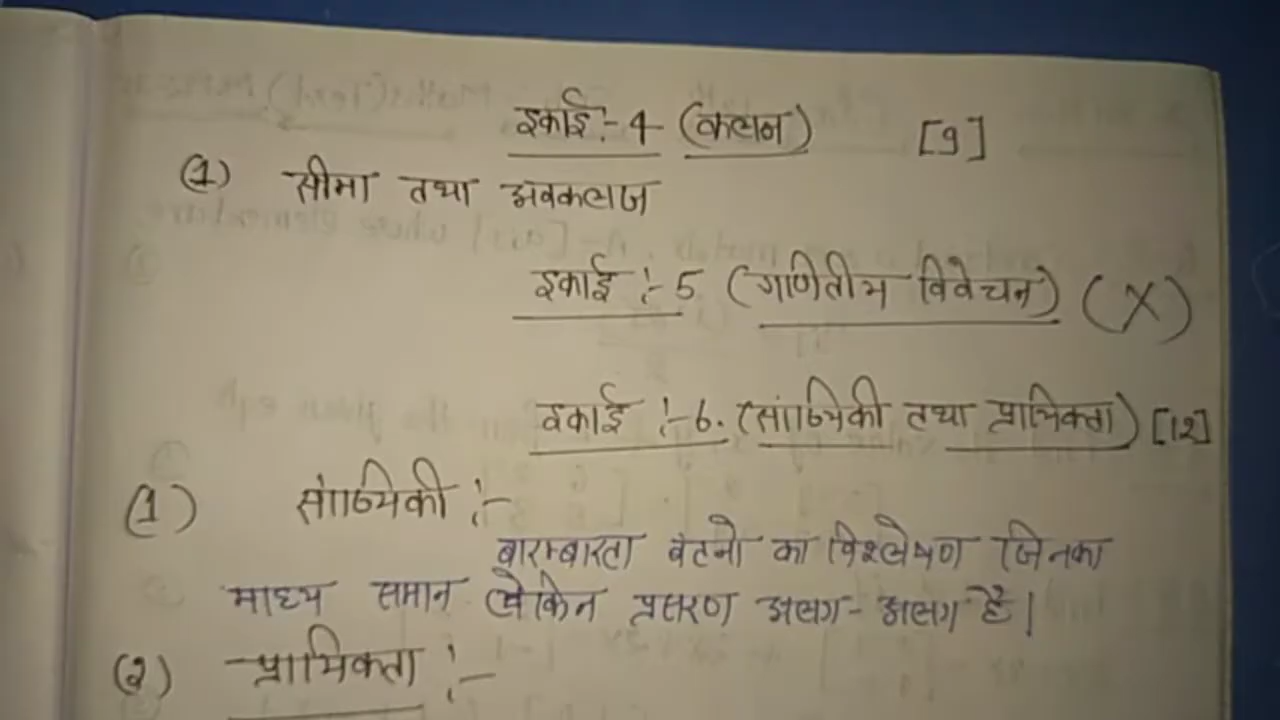 इकाई :- 4 (कलन) [9]
(1) सीमा तथा अवकलज
इकाई :- 5 (गणितीय विवेचन) (X)
इकाई :- 6. (सांख्यिकी तथा प्रायिकता) [12]
(1) सांख्यिकी :-
बारम्बारता बंटनो का विश्लेषण जिनका
माध्य समान लेकिन प्रसरण अलग - अलग है।
(2) प्रायिकता :-